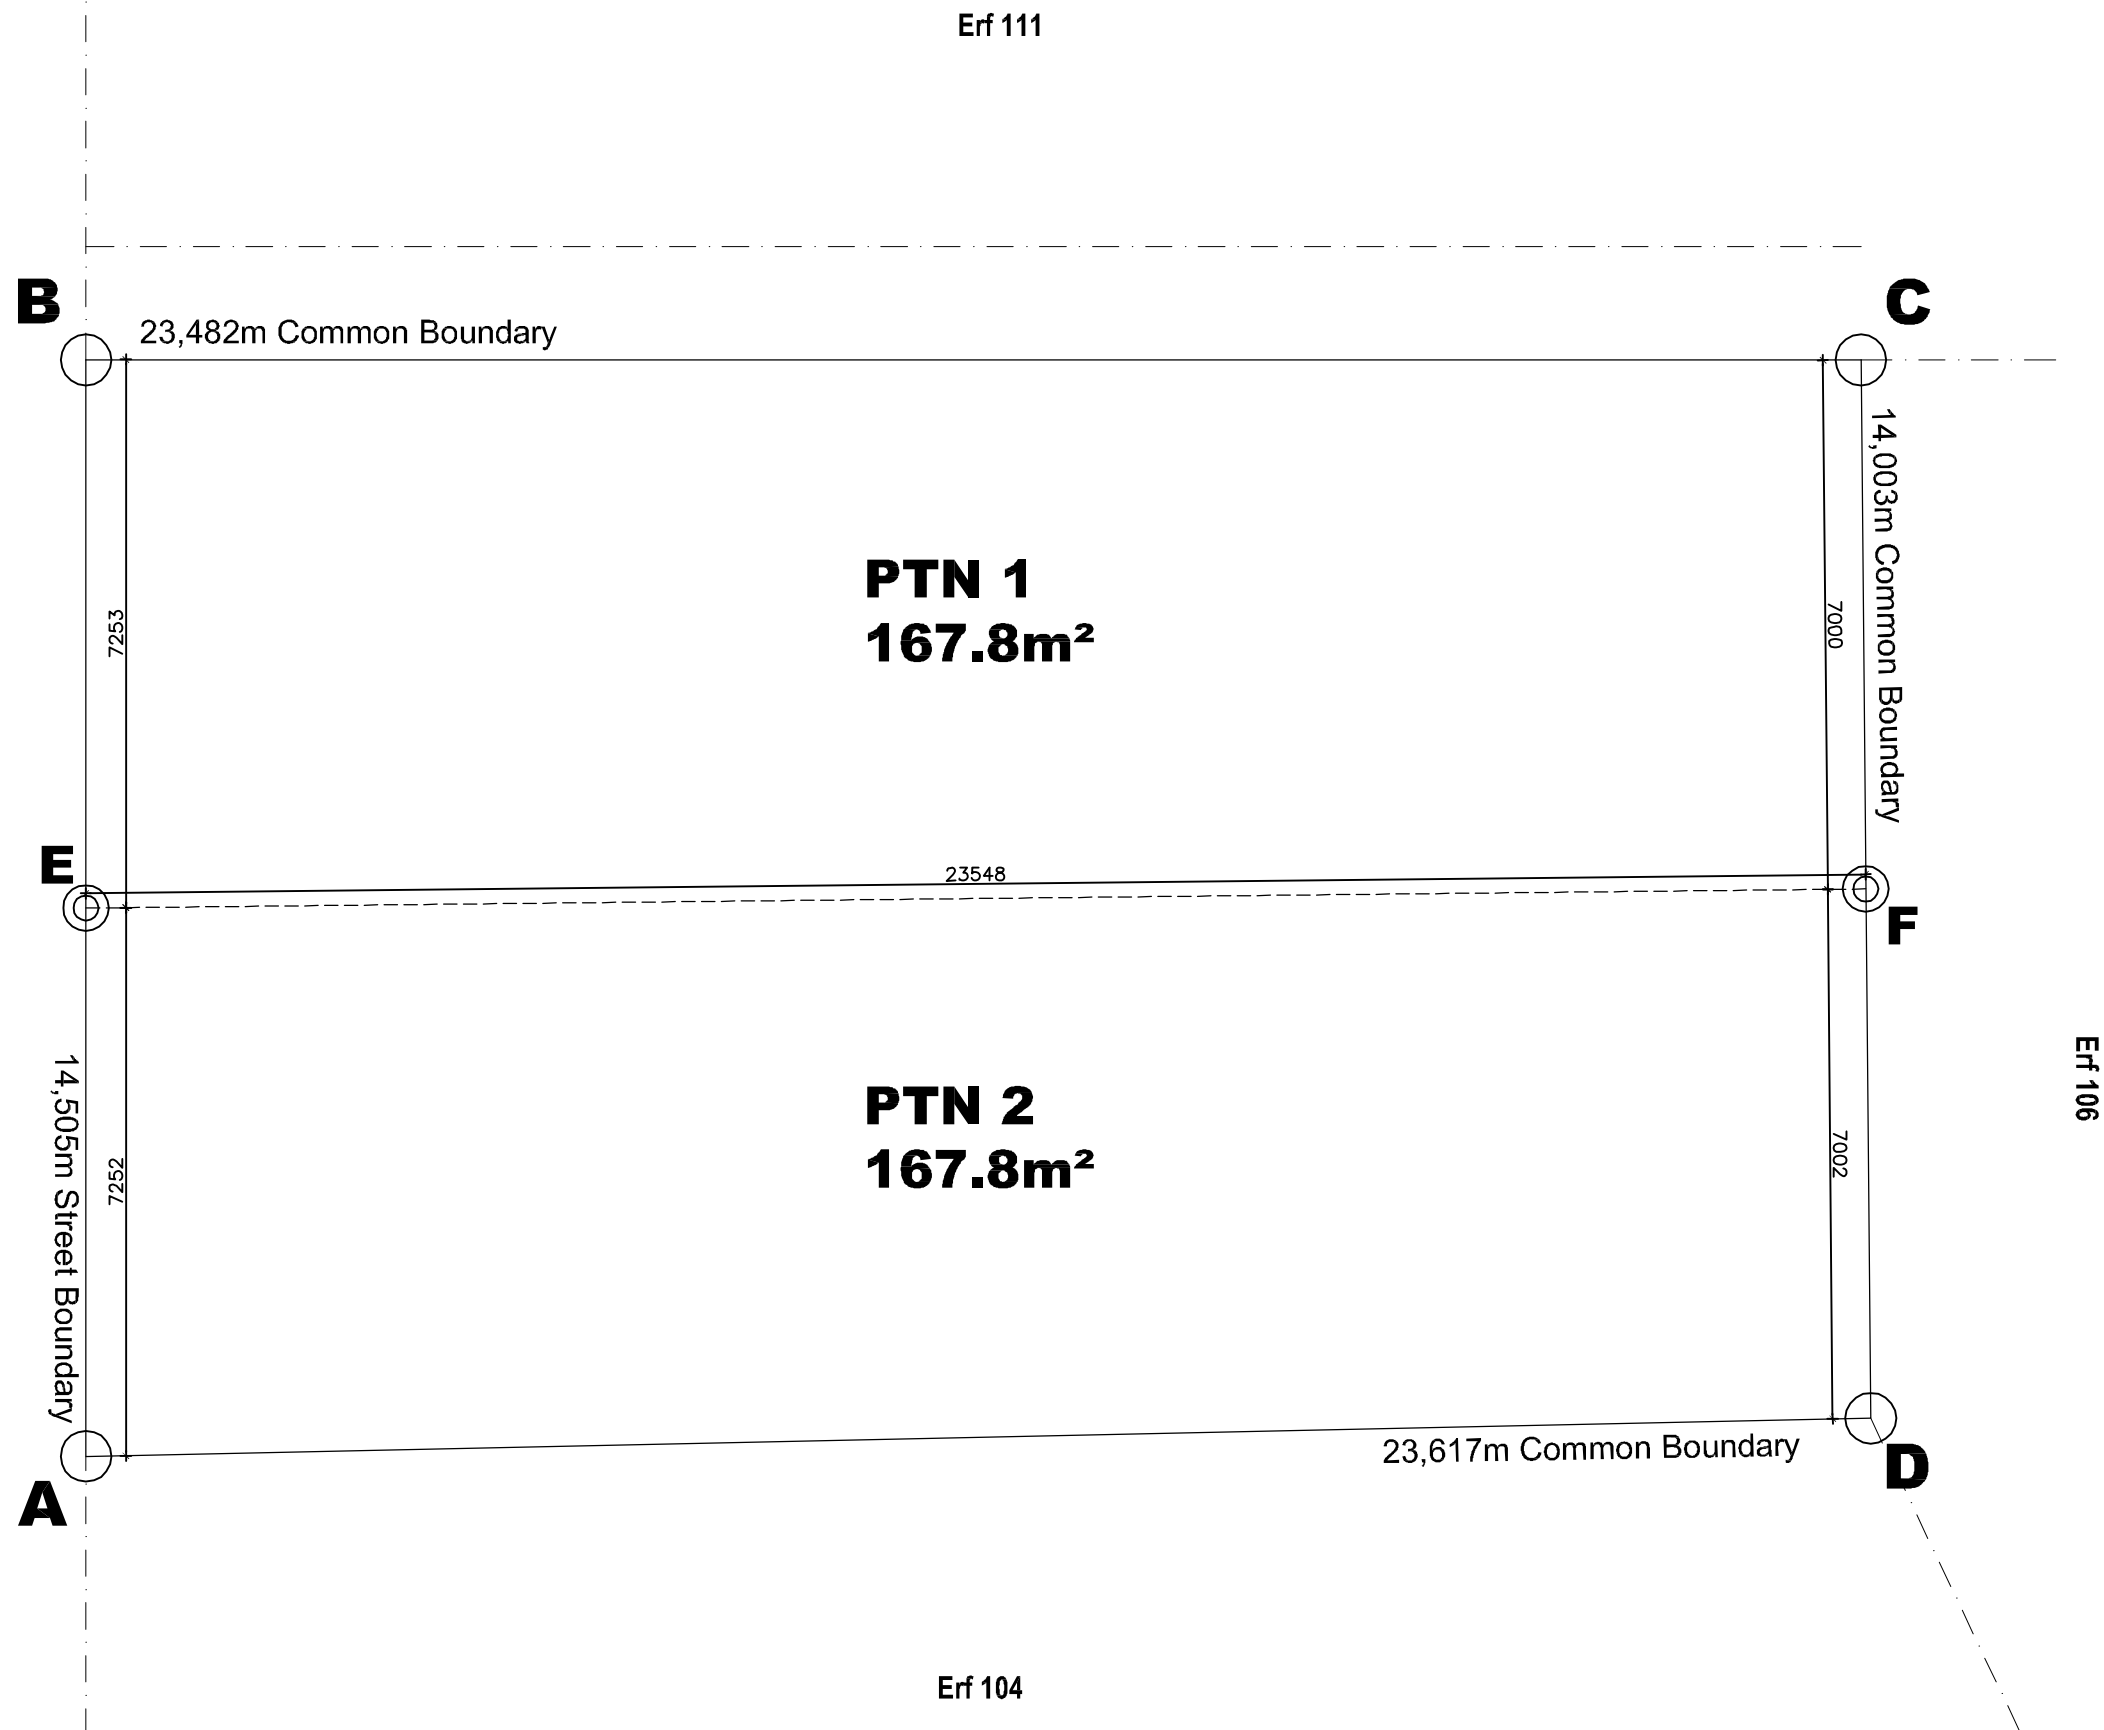 Erf 111
B
C
23,482m Common Boundary
14,003m Common Boundary
PTN 1
167.8m²
7253
7000
E
23548
F
Erf 106
14,505m Street Boundary
PTN 2
167.8m²
7252
7002
23,617m Common Boundary
D
A
Erf 104